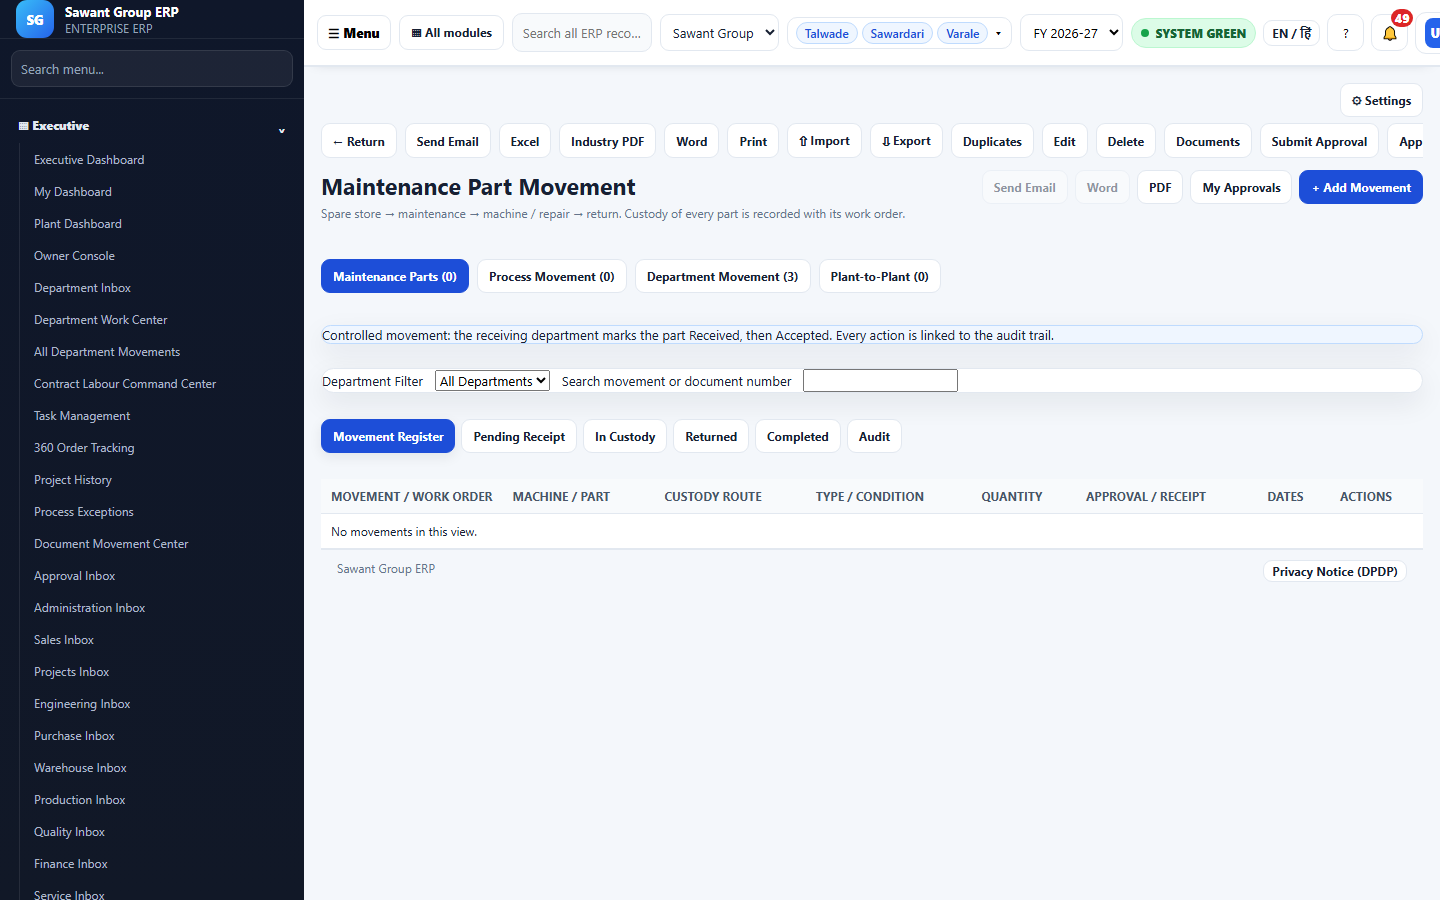 SG
Sawant Group ERP
ENTERPRISE ERP
Search menu...
Executive
Executive Dashboard
My Dashboard
Plant Dashboard
Owner Console
Department Inbox
Department Work Center
All Department Movements
Contract Labour Command Center
Task Management
360 Order Tracking
Project History
Process Exceptions
Document Movement Center
Approval Inbox
Administration Inbox
Sales Inbox
Projects Inbox
Engineering Inbox
Purchase Inbox
Warehouse Inbox
Production Inbox
Quality Inbox
Finance Inbox
Service Inbox
☰ Menu
All modules
Search all ERP reco...
Sawant Group
Talwade Sawardari Varale
FY 2026-27
SYSTEM GREEN
EN / हिं
?
49
U
⚙ Settings
← Return
Send Email
Excel
Industry PDF
Word
Print
⇧ Import
⇩ Export
Duplicates
Edit
Delete
Documents
Submit Approval
App
Maintenance Part Movement
Send Email
Word
PDF
My Approvals
+ Add Movement
Spare store → maintenance → machine / repair → return. Custody of every part is recorded with its work order.
Maintenance Parts (0)
Process Movement (0)
Department Movement (3)
Plant-to-Plant (0)
Controlled movement: the receiving department marks the part Received, then Accepted. Every action is linked to the audit trail.
Department Filter
All Departments
Search movement or document number
Movement Register
Pending Receipt
In Custody
Returned
Completed
Audit
MOVEMENT / WORK ORDER MACHINE / PART CUSTODY ROUTE TYPE / CONDITION QUANTITY APPROVAL / RECEIPT DATES ACTIONS
No movements in this view.
Sawant Group ERP
Privacy Notice (DPDP)